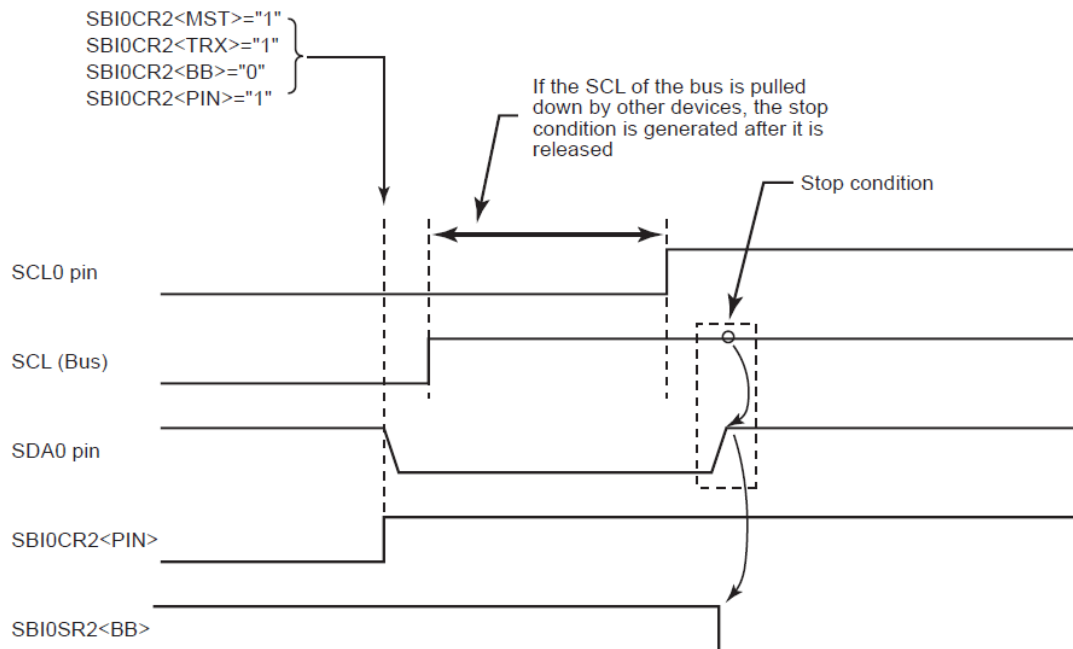 SBI0CR2<MST>="1"
SBI0CR2<TRX>="1"
SBI0CR2<BB>="0"
SBI0CR2<PIN>="1"
If the SCL of the bus is pulled
down by other devices, the stop
condition is generated after it is
released
Stop condition
SCL0 pin
SCL (Bus)
SDA0 pin
SBI0CR2<PIN>
SBI0SR2<BB>